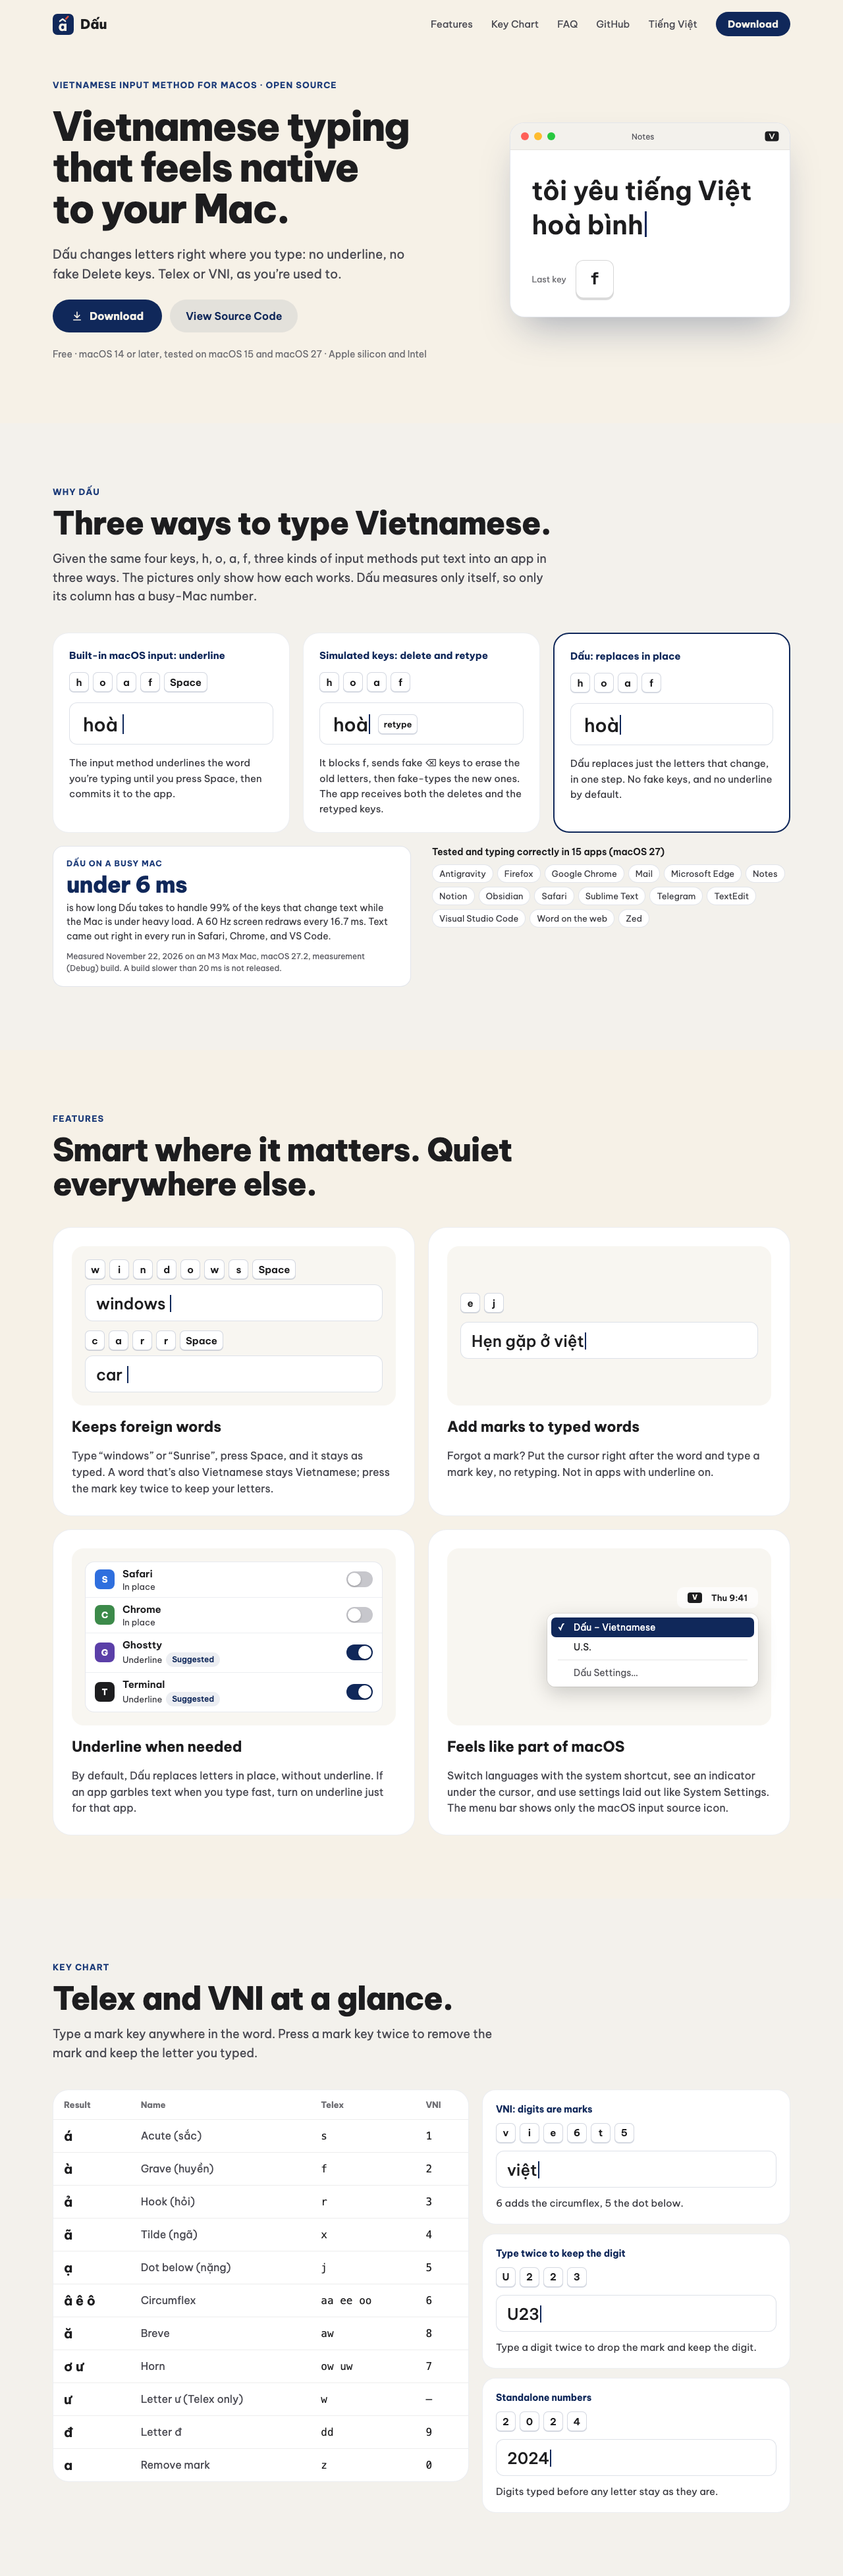 ấ Dấu
Features Key Chart FAQ GitHub Tiếng Việt Download
VIETNAMESE INPUT METHOD FOR MACOS · OPEN SOURCE
Vietnamese typing
that feels native
to your Mac.
Dấu changes letters right where you type: no underline, no
fake Delete keys. Telex or VNI, as you’re used to.
Download View Source Code
Free · macOS 14 or later, tested on macOS 15 and macOS 27 · Apple silicon and Intel
Notes V
tôi yêu tiếng Việt
hoà bình
Last key f
WHY DẤU
Three ways to type Vietnamese.
Given the same four keys, h, o, a, f, three kinds of input methods put text into an app in
three ways. The pictures only show how each works. Dấu measures only itself, so only
its column has a busy-Mac number.
Built-in macOS input: underline
h o a f Space
hoà
The input method underlines the word
you’re typing until you press Space, then
commits it to the app.
Simulated keys: delete and retype
h o a f
hoà retype
It blocks f, sends fake ⌫ keys to erase the
old letters, then fake-types the new ones.
The app receives both the deletes and the
retyped keys.
Dấu: replaces in place
h o a f
hoà
Dấu replaces just the letters that change,
in one step. No fake keys, and no underline
by default.
DẤU ON A BUSY MAC
under 6 ms
is how long Dấu takes to handle 99% of the keys that change text while
the Mac is under heavy load. A 60 Hz screen redraws every 16.7 ms. Text
came out right in every run in Safari, Chrome, and VS Code.
Measured November 22, 2026 on an M3 Max Mac, macOS 27.2, measurement
(Debug) build. A build slower than 20 ms is not released.
Tested and typing correctly in 15 apps (macOS 27)
Antigravity Firefox Google Chrome Mail Microsoft Edge Notes
Notion Obsidian Safari Sublime Text Telegram TextEdit
Visual Studio Code Word on the web Zed
FEATURES
Smart where it matters. Quiet
everywhere else.
w i n d o w s Space
windows
c a r r Space
car
Keeps foreign words
Type “windows” or “Sunrise”, press Space, and it stays as
typed. A word that’s also Vietnamese stays Vietnamese; press
the mark key twice to keep your letters.
e j
Hẹn gặp ở việt
Add marks to typed words
Forgot a mark? Put the cursor right after the word and type a
mark key, no retyping. Not in apps with underline on.
S Safari
In place
C Chrome
In place
G Ghostty
Underline Suggested
T Terminal
Underline Suggested
Underline when needed
By default, Dấu replaces letters in place, without underline. If
an app garbles text when you type fast, turn on underline just
for that app.
V Thu 9:41
✓ Dấu – Vietnamese
U.S.
Dấu Settings...
Feels like part of macOS
Switch languages with the system shortcut, see an indicator
under the cursor, and use settings laid out like System Settings.
The menu bar shows only the macOS input source icon.
KEY CHART
Telex and VNI at a glance.
Type a mark key anywhere in the word. Press a mark key twice to remove the
mark and keep the letter you typed.
Result Name Telex VNI
á Acute (sắc) s 1
à Grave (huyền) f 2
ả Hook (hỏi) r 3
ã Tilde (ngã) x 4
ạ Dot below (nặng) j 5
â ê ô Circumflex aa ee oo 6
ă Breve aw 8
ơ ư Horn ow uw 7
ư Letter ư (Telex only) w –
đ Letter đ dd 9
a Remove mark z 0
VNI: digits are marks
v i e 6 t 5
việt
6 adds the circumflex, 5 the dot below.
Type twice to keep the digit
U 2 2 3
U23
Type a digit twice to drop the mark and keep the digit.
Standalone numbers
2 0 2 4
2024
Digits typed before any letter stay as they are.